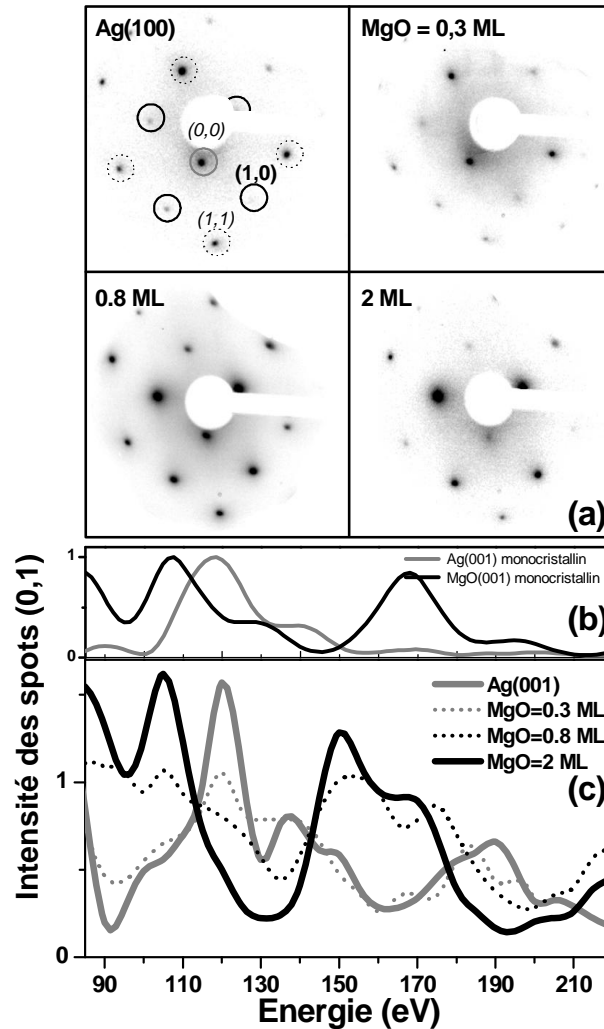 Ag(100)
MgO = 0,3 ML
(0,0)
(1,0)
(1,1)
0.8 ML
2 ML
(a)
1
Ag(001) monocristallin
MgO(001) monocristallin
(b)
0
Ag(001)
MgO=0.3 ML
MgO=0.8 ML
MgO=2 ML
1
(c)
0
Intensité des spots (0,1)
90 110 130 150 170 190 210
Energie (eV)